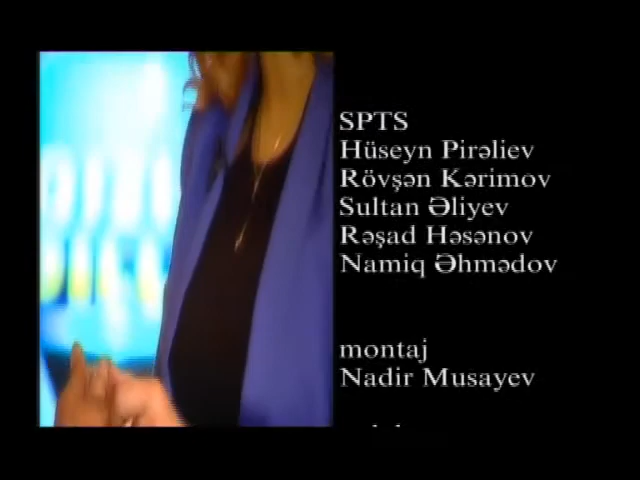 SPTS
Hüseyn Pirəliev
Rövşən Kərimov
Sultan Əliyev
Rəşad Həsənov
Namiq Əhmədov
montaj
Nadir Musayev